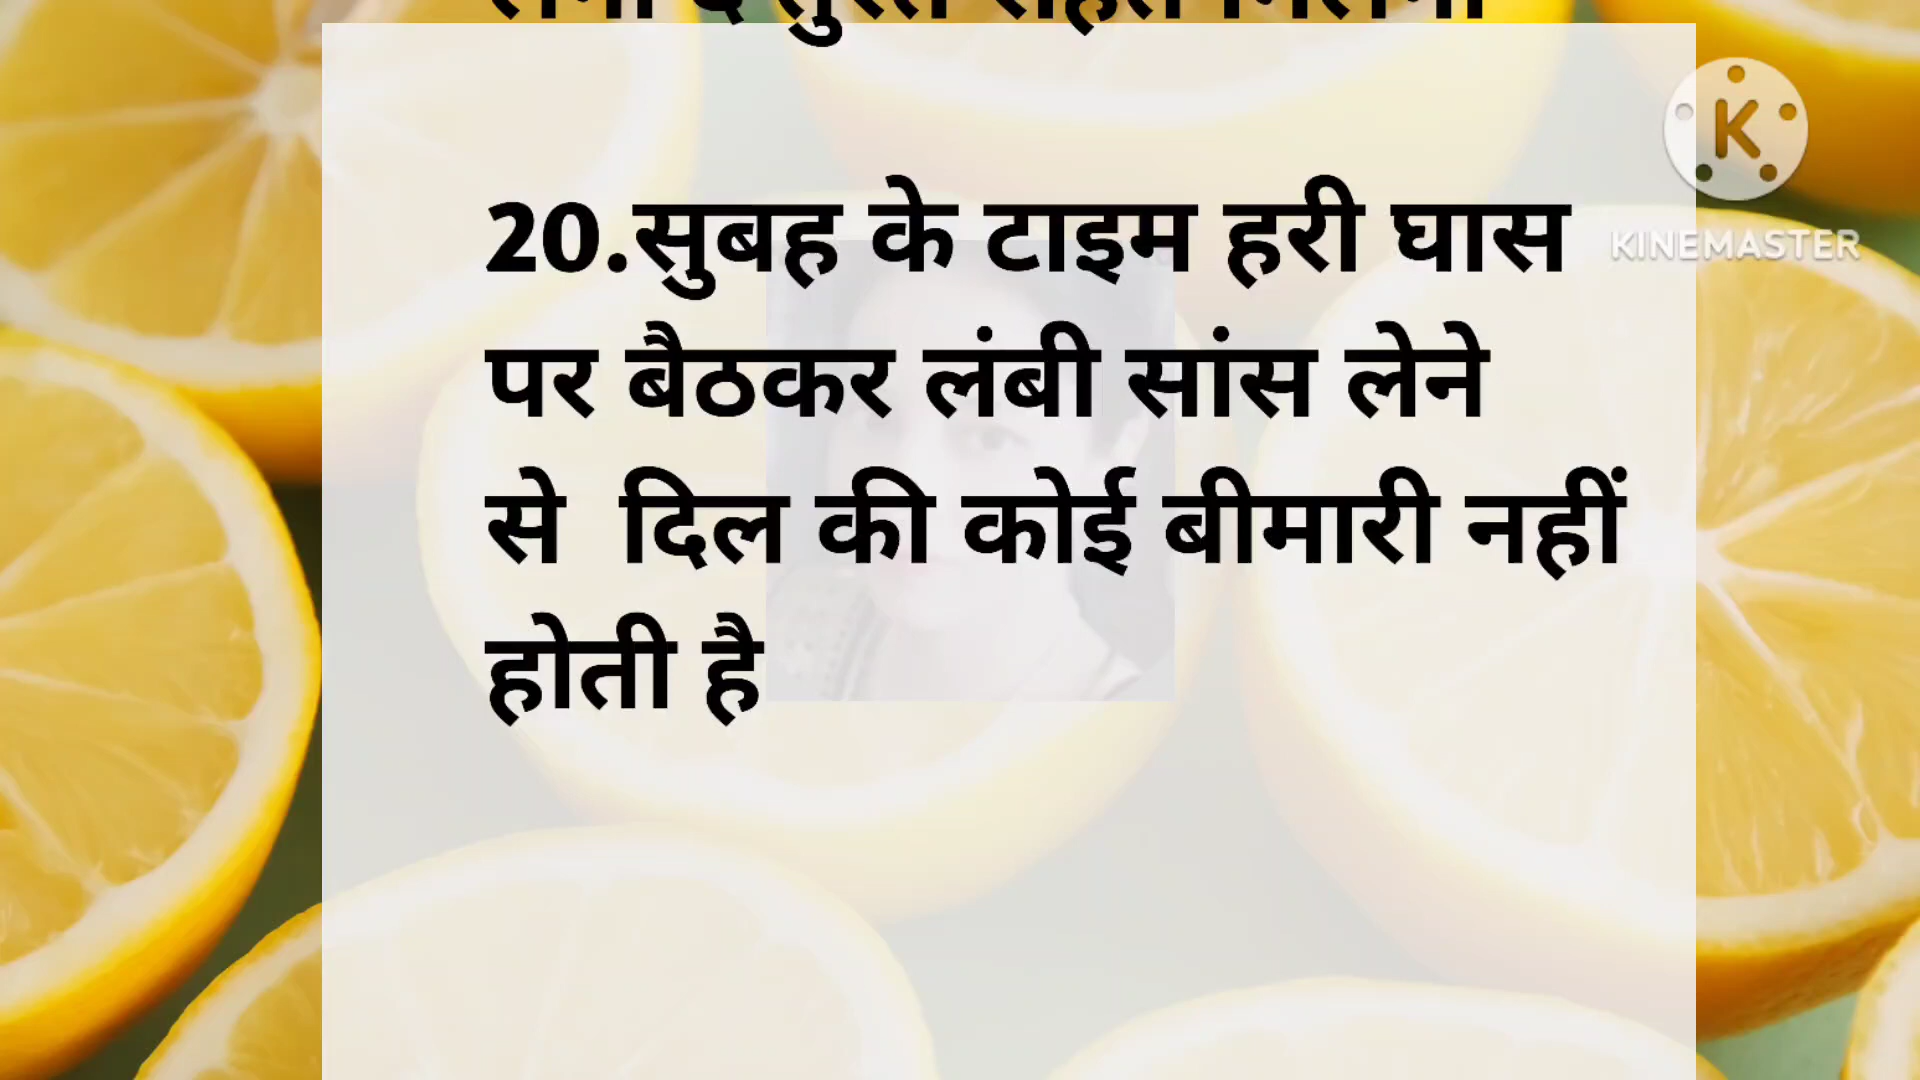 20.सुबह के टाइम हरी घास
पर बैठकर लंबी सांस लेने
से दिल की कोई बीमारी नहीं
होती है
K
KINEMASTER